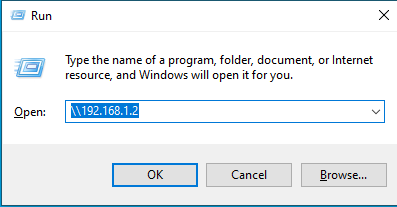 Run
Type the name of a program, folder, document, or Internet
resource, and Windows will open it for you.
Open: \\192.168.1.2
OK Cancel Browse...